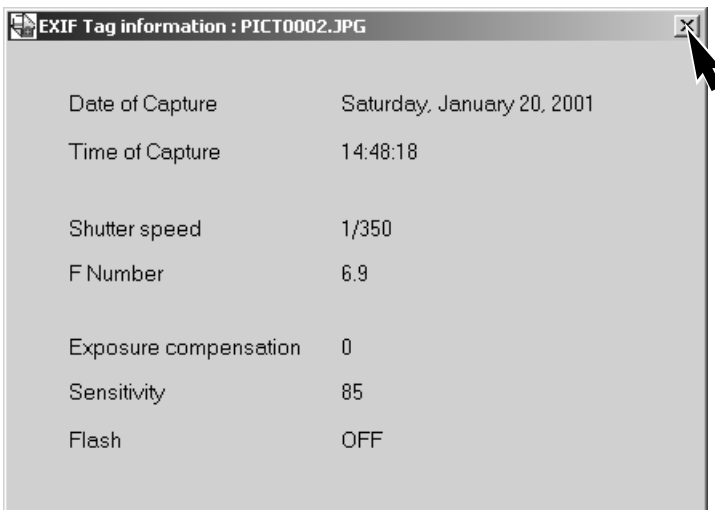 EXIF Tag information : PICT0002.JPG
Date of Capture Saturday, January 20, 2001
Time of Capture 14:48:18
Shutter speed 1/350
F Number 6.9
Exposure compensation 0
Sensitivity 85
Flash OFF